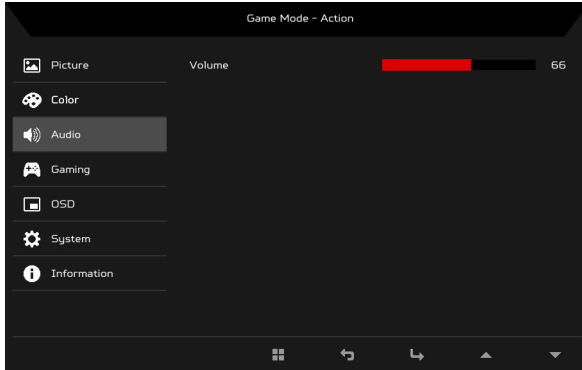 Game Mode - Action
Picture
Volume 66
Color
Audio
Gaming
OSD
System
Information